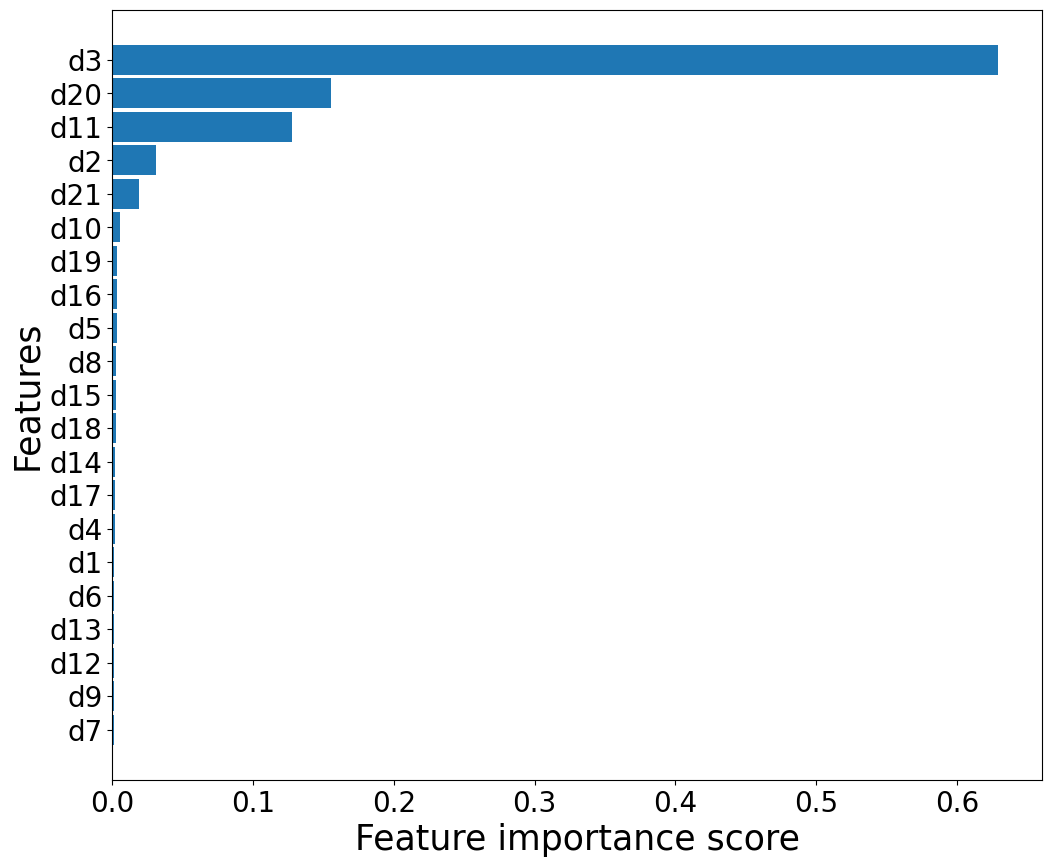 Features
d3
d20
d11
d2
d21
d10
d19
d16
d5
d8
d15
d18
d14
d17
d4
d1
d6
d13
d12
d9
d7
0.0 0.1 0.2 0.3 0.4 0.5 0.6
Feature importance score